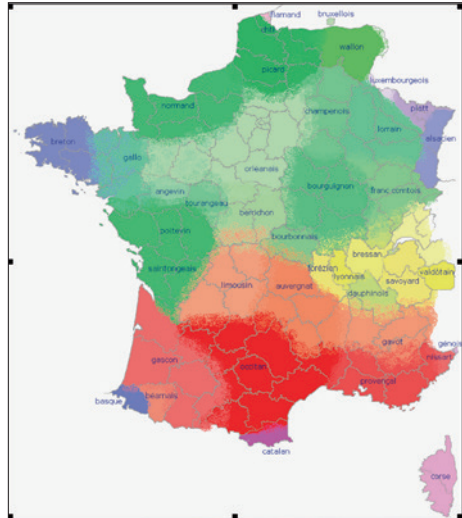 flamand
bruxellois
chti
wallon
picard
luxembourgeois
normand
champenois
platt
lorrain
alsacien
breton
gallo
orléanais
angevin
bourguignon
franc comtois
tourangeau
berrichon
poitevin
bourbonnais
bressan
saintongeais
forézien
lyonnais
savoyard
valdôtain
limousin
auvergnat
dauphinois
gavot
génois
niçard
gascon
occitan
provençal
basque
béarnais
catalan
corse